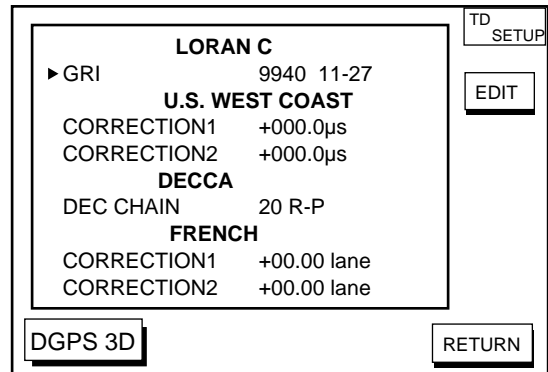 TD
SETUP
LORAN C
►GRI 9940 11-27
U.S. WEST COAST
CORRECTION1 +000.0µs
CORRECTION2 +000.0µs
DECCA
DEC CHAIN 20 R-P
FRENCH
CORRECTION1 +00.00 lane
CORRECTION2 +00.00 lane
EDIT
DGPS 3D
RETURN